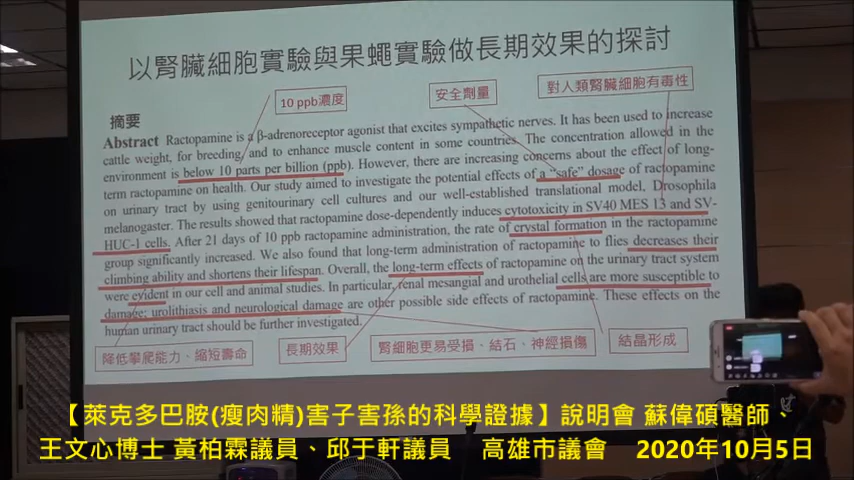 以腎臟細胞實驗與果蠅實驗做長期效果的探討
10 ppb濃度
安全劑量
對人類腎臟細胞有毒性
摘要
Abstract Ractopamine is a β-adrenoreceptor agonist that excites sympathetic nerves. It has been used to increase
cattle weight, for breeding, and to enhance muscle content in some countries. The concentration allowed in the
environment is below 10 parts per billion (ppb). However, there are increasing concerns about the effect of long-
term ractopamine on health. Our study aimed to investigate the potential effects of a “safe” dosage of ractopamine
on urinary tract by using genitourinary cell cultures and our well-established translational model, Drosophila
melanogaster. The results showed that ractopamine dose-dependently induces cytotoxicity in SV40 MES 13 and SV-
HUC-1 cells. After 21 days of 10 ppb ractopamine administration, the rate of crystal formation in the ractopamine
group significantly increased. We also found that long-term administration of ractopamine to flies decreases their
climbing ability and shortens their lifespan. Overall, the long-term effects of ractopamine on the urinary tract system
were evident in our cell and animal studies. In particular, renal mesangial and urothelial cells are more susceptible to
damage; urolithiasis and neurological damage are other possible side effects of ractopamine. These effects on the
human urinary tract should be further investigated.
降低攀爬能力、縮短壽命
長期效果
腎細胞更易受損、結石、神經損傷
結晶形成
【萊克多巴胺(瘦肉精)害子害孫的科學證據】說明會 蘇偉碩醫師、
王文心博士 黃柏霖議員、邱于軒議員 高雄市議會 2020年10月5日